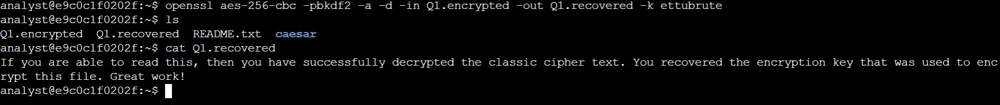 analyst@e9c0c1f0202f:~$ openssl aes-256-cbc -pbkdf2 -a -d -in Q1.encrypted -out Q1.recovered -k ettubrute
analyst@e9c0c1f0202f:~$ ls
Q1.encrypted  Q1.recovered  README.txt  caesar
analyst@e9c0c1f0202f:~$ cat Q1.recovered
If you are able to read this, then you have successfully decrypted the classic cipher text. You recovered the encryption key that was used to enc
rypt this file. Great work!
analyst@e9c0c1f0202f:~$